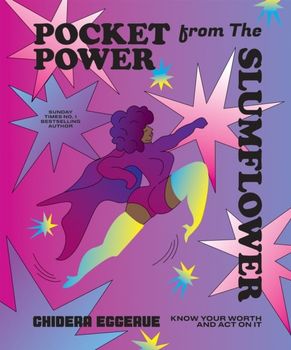 POCKET from The
POWER
SLUMFLOWER
SUNDAY
TIMES NO. 1
BESTSELLING
AUTHOR
CHIDERA EGGERUE
KNOW YOUR WORTH
AND ACT ON IT